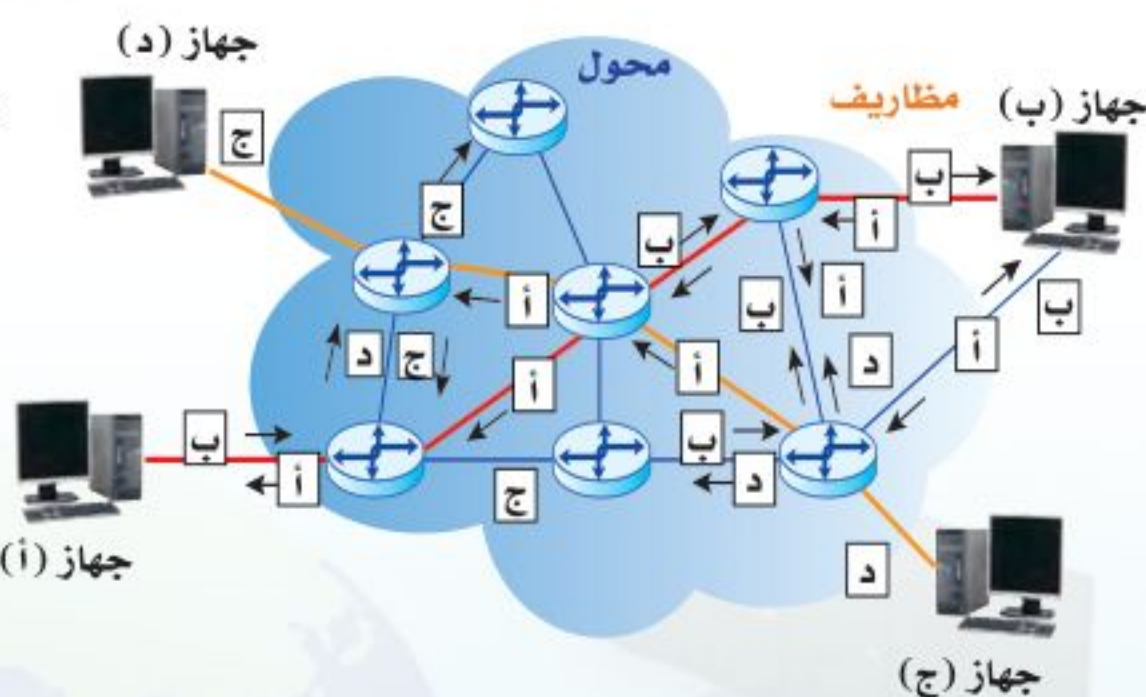 جهاز (د)
محول
مظاريف
جهاز (ب)
ج
ب
ج
أ
ب
أ
أ
ب
ب
أ
د
أ
أ
د
ج
أ
ب
ب
أ
د
ج
د
جهاز (أ)
جهاز (ج)